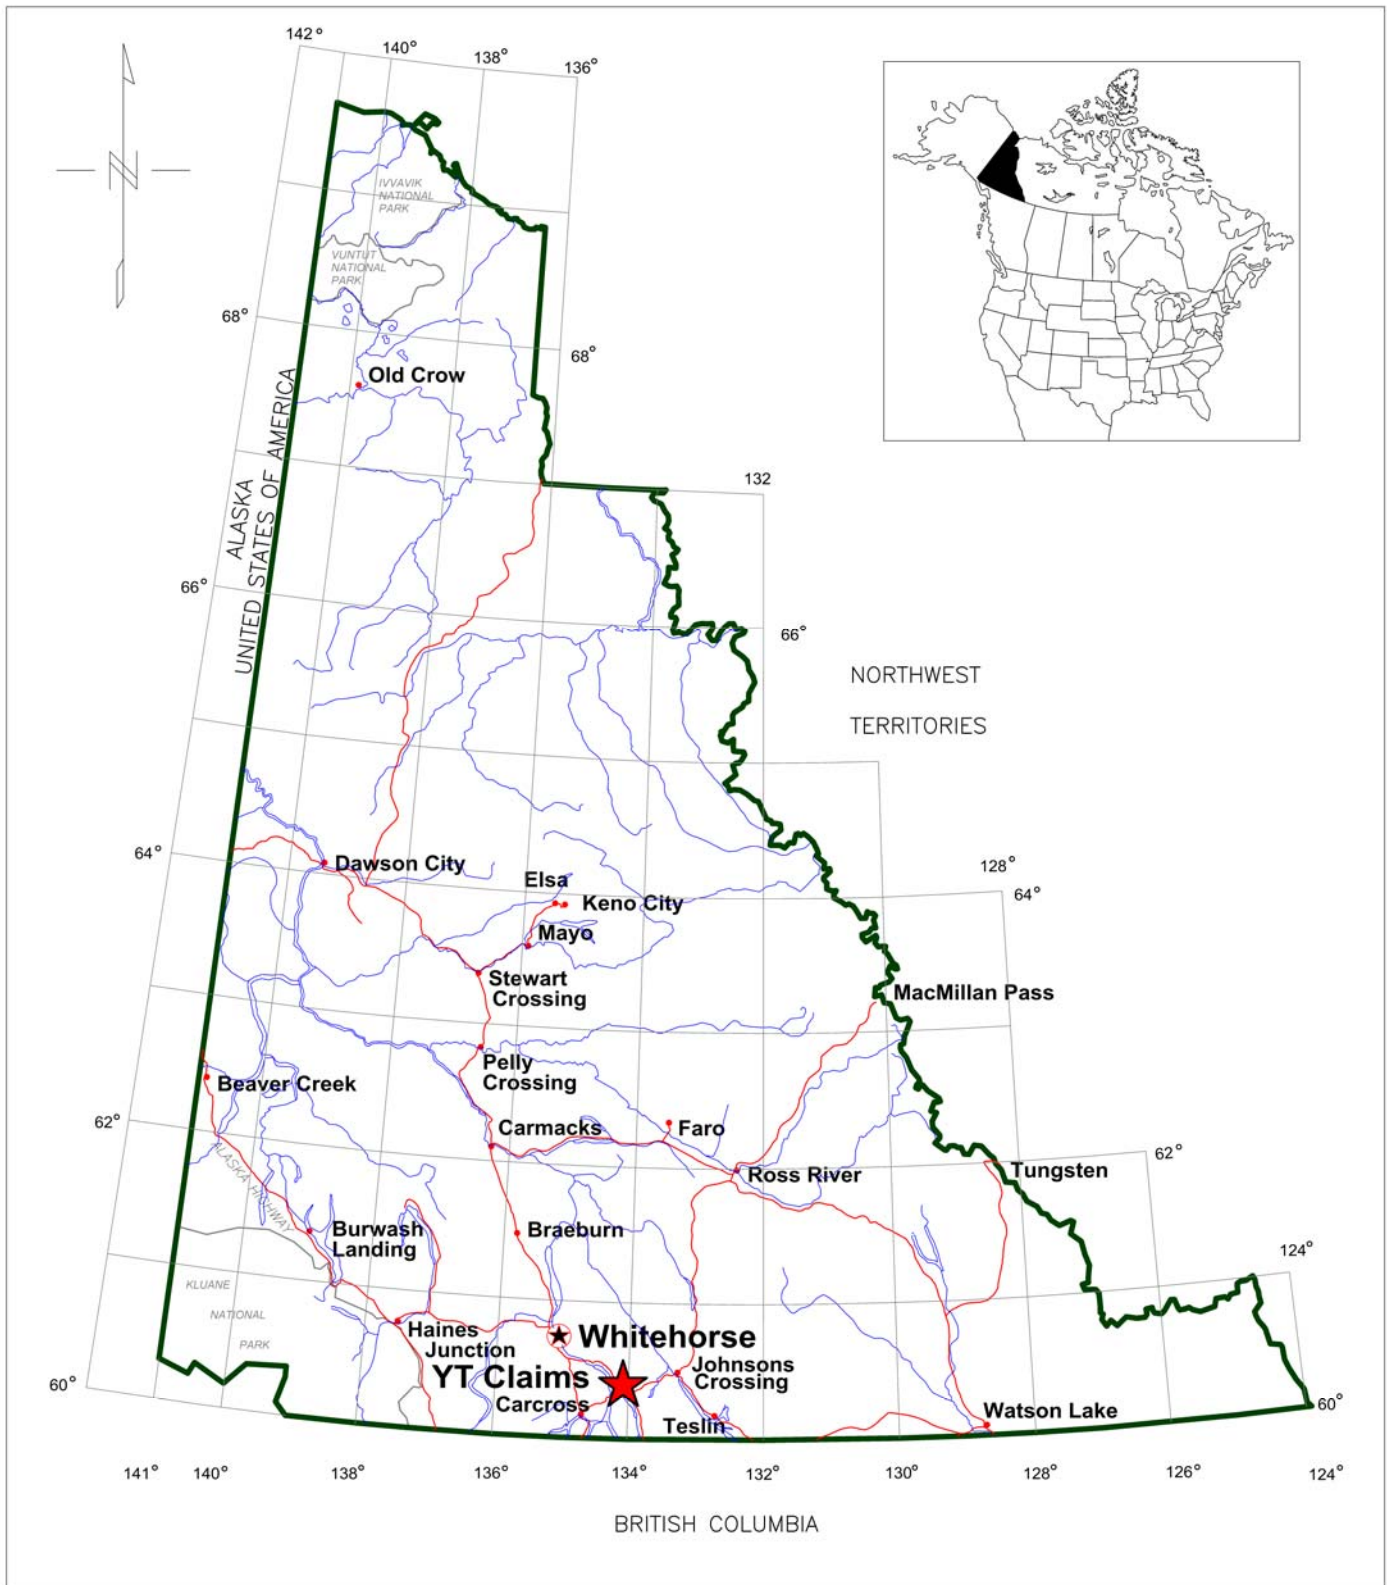 142°
140°
138°
136°
N
IVVAVIK
NATIONAL
PARK
VUNTUT
NATIONAL
PARK
68°
68°
Old Crow
ALASKA
UNITED STATES OF AMERICA
132
66°
66°
NORTHWEST
TERRITORIES
64°
Dawson City
128°
64°
Elsa
Keno City
Mayo
Stewart
Crossing
MacMillan Pass
Pelly
Crossing
Beaver Creek
62°
Carmacks
Faro
ALASKA HIGHWAY
Ross River
Tungsten
62°
Burwash
Landing
Braeburn
124°
KLUANE
NATIONAL
PARK
Haines
Junction
Whitehorse
YT Claims
Johnsons
Crossing
Carcross
Teslin
Watson Lake
60°
60°
141°
140°
138°
136°
134°
132°
130°
128°
126°
124°
BRITISH COLUMBIA